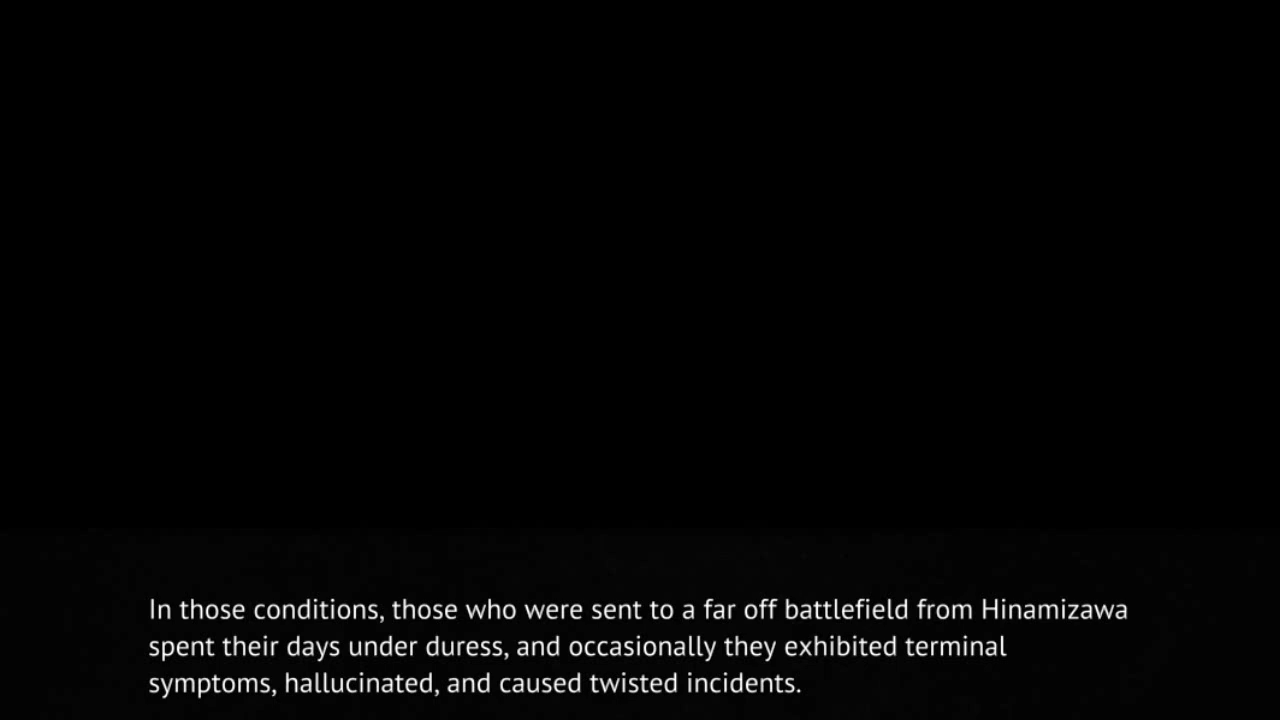 In those conditions, those who were sent to a far off battlefield from Hinamizawa
spent their days under duress, and occasionally they exhibited terminal
symptoms, hallucinated, and caused twisted incidents.